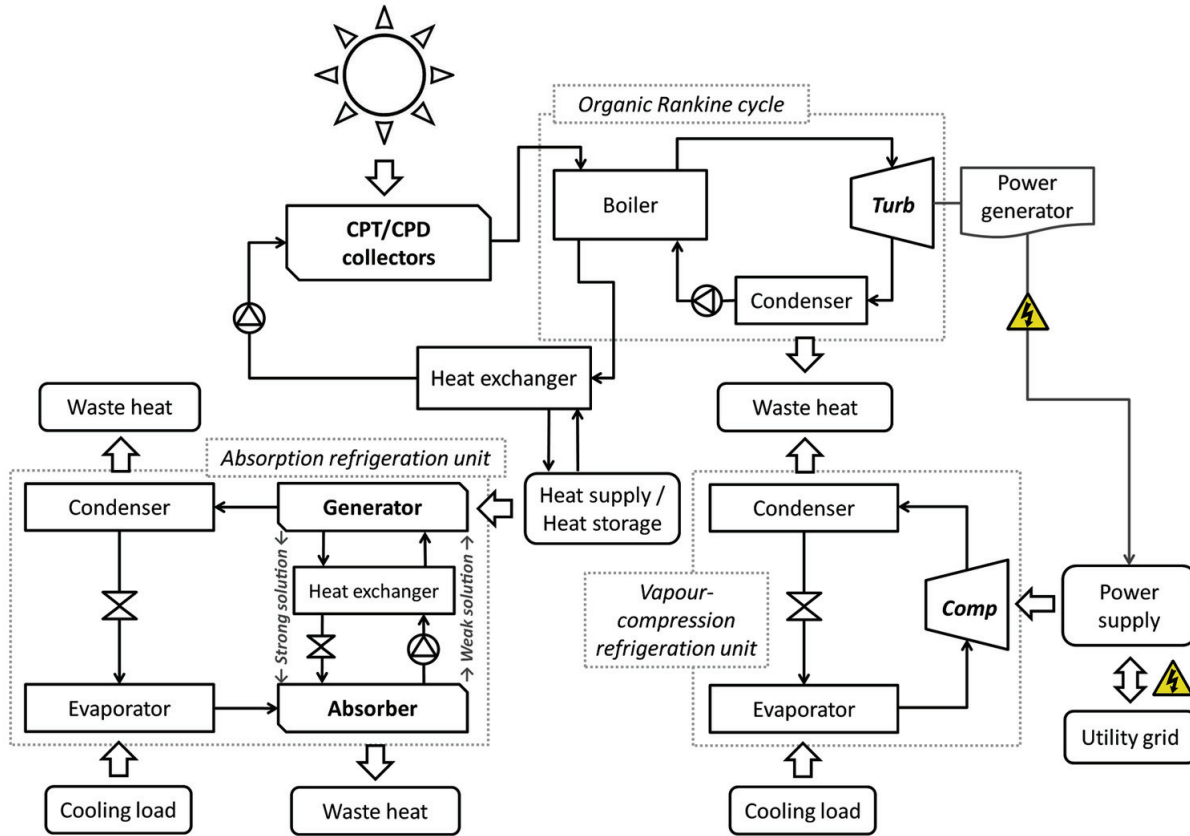 Organic Rankine cycle
CPT/CPD
collectors
Boiler
Turb
Power
generator
Condenser
Heat exchanger
Waste heat
Waste heat
Absorption refrigeration unit
Condenser
Generator
Heat supply /
Heat storage
Condenser
Strong solution
Heat exchanger
Weak solution
Vapour-
compression
refrigeration unit
Comp
Power
supply
Evaporator
Absorber
Evaporator
Utility grid
Cooling load
Waste heat
Cooling load